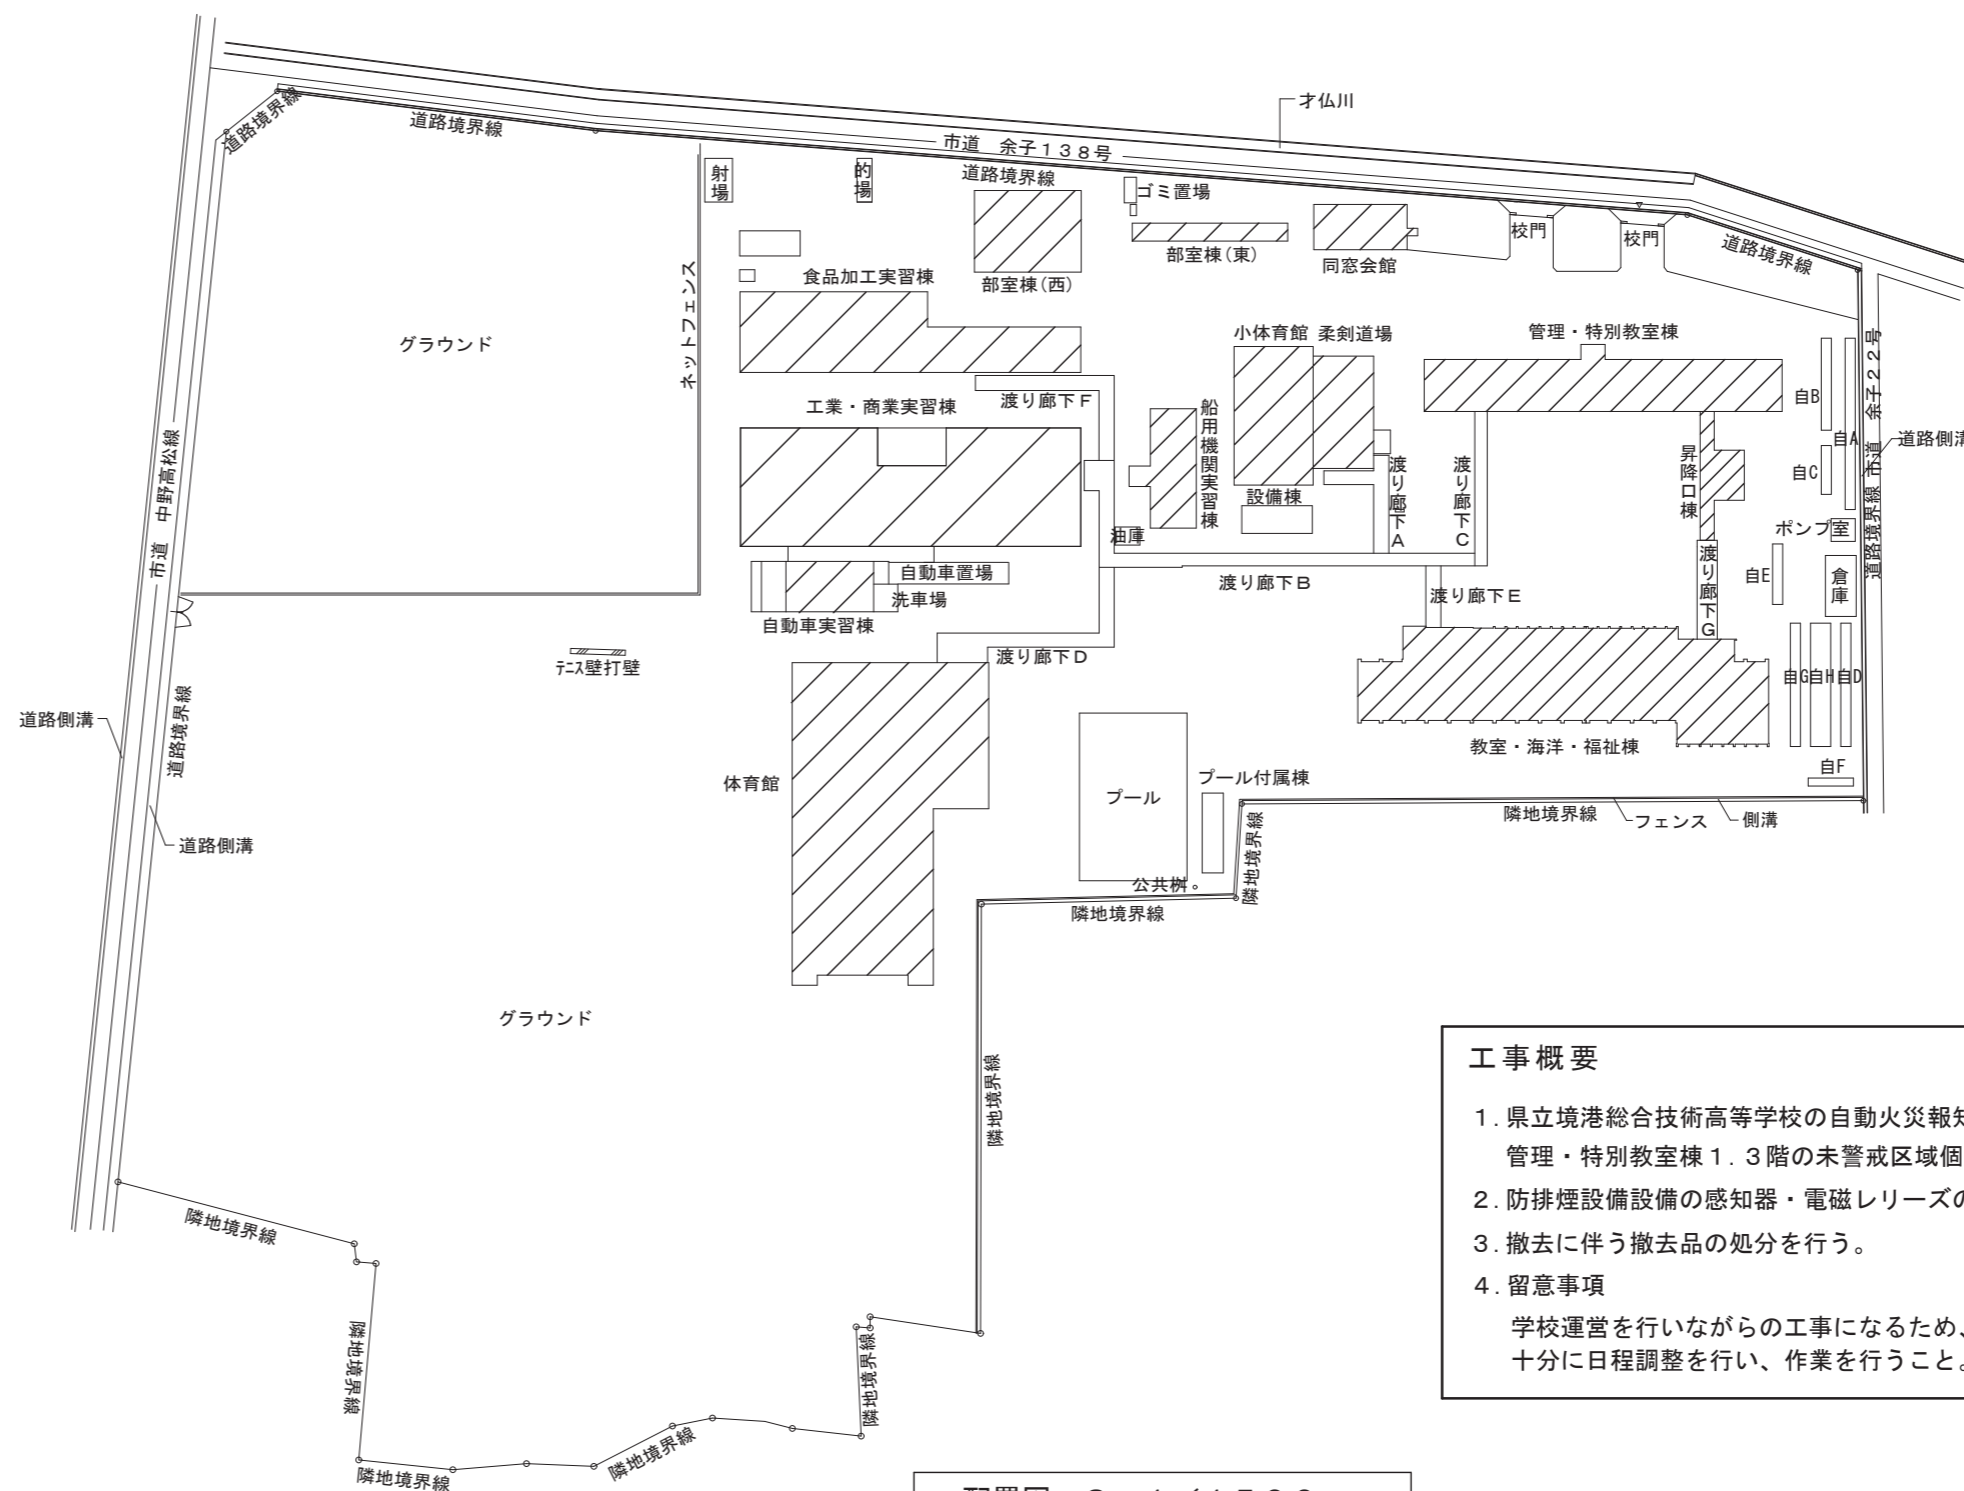 才仏川
道路境界線
道路境界線
市道　余子１３８号
道路境界線
射場
的場
ゴミ置場
校門
校門
道路境界線
部室棟(東)
同窓会館
部室棟(西)
食品加工実習棟
ネットフェンス
グラウンド
小体育館
柔剣道場
管理・特別教室棟
市道　余子２２号
道路境界線
渡り廊下Ｆ
工業・商業実習棟
船用機関実習棟
自B
自A
道路側溝
自C
昇降口棟
渡り廊下A
渡り廊下C
設備棟
油庫
ポンプ室
市道　中野高松線
自動車置場
渡り廊下Ｂ
渡り廊下Ｅ
渡り廊下G
自E
倉庫
洗車場
自動車実習棟
テニス壁打壁
渡り廊下Ｄ
自G
自H
自D
道路側溝
道路境界線
教室・海洋・福祉棟
自F
体育館
プール
プール付属棟
隣地境界線
フェンス
側溝
道路側溝
隣地境界線
公共桝
隣地境界線
グラウンド
隣地境界線
隣地境界線
隣地境界線
隣地境界線
隣地境界線
隣地境界線
工事概要
１.県立境港総合技術高等学校の自動火災報知
管理・特別教室棟１.３階の未警戒区域個
２.防排煙設備設備の感知器・電磁レリーズの
３.撤去に伴う撤去品の処分を行う。
４.留意事項
学校運営を行いながらの工事になるため、
十分に日程調整を行い、作業を行うこと。